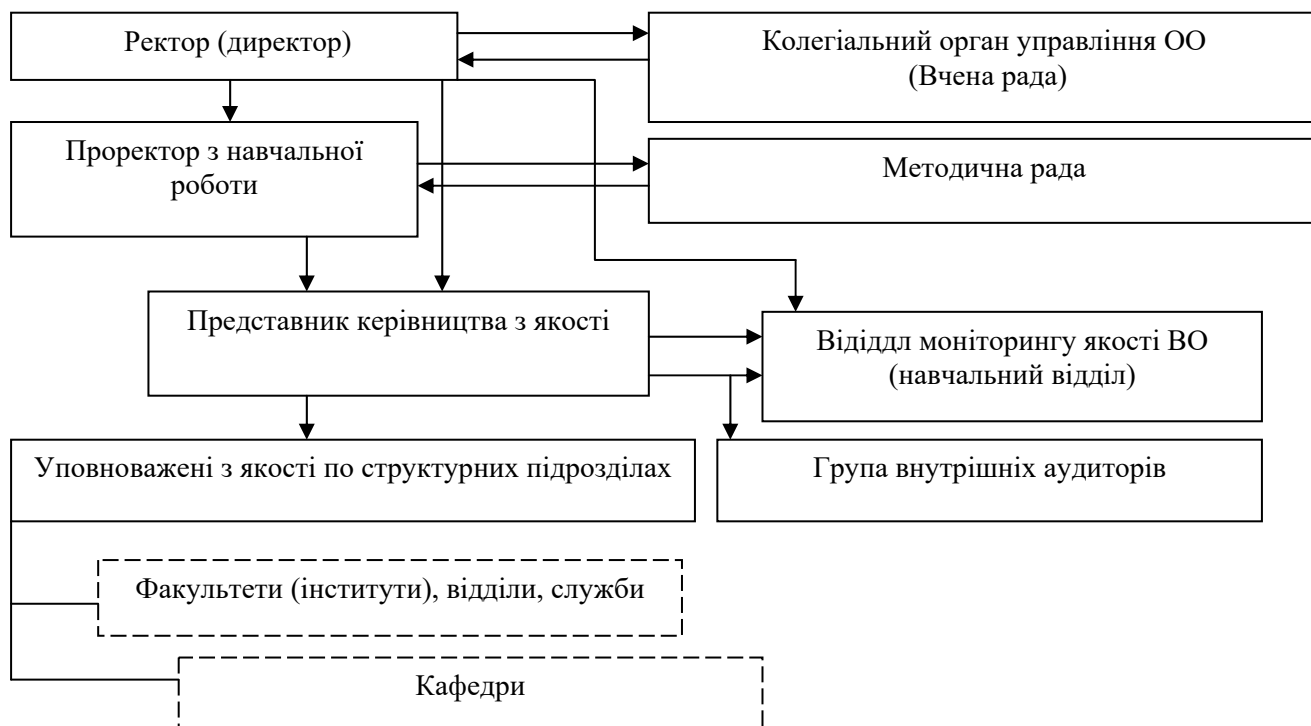 Ректор (директор)
Колегіальний орган управління ОО
(Вчена рада)
Проректор з навчальної
роботи
Методична рада
Представник керівництва з якості
Відіддл моніторингу якості ВО
(навчальний відділ)
Уповноважені з якості по структурних підрозділах
Група внутрішніх аудиторів
Факультети (інститути), відділи, служби
Кафедри